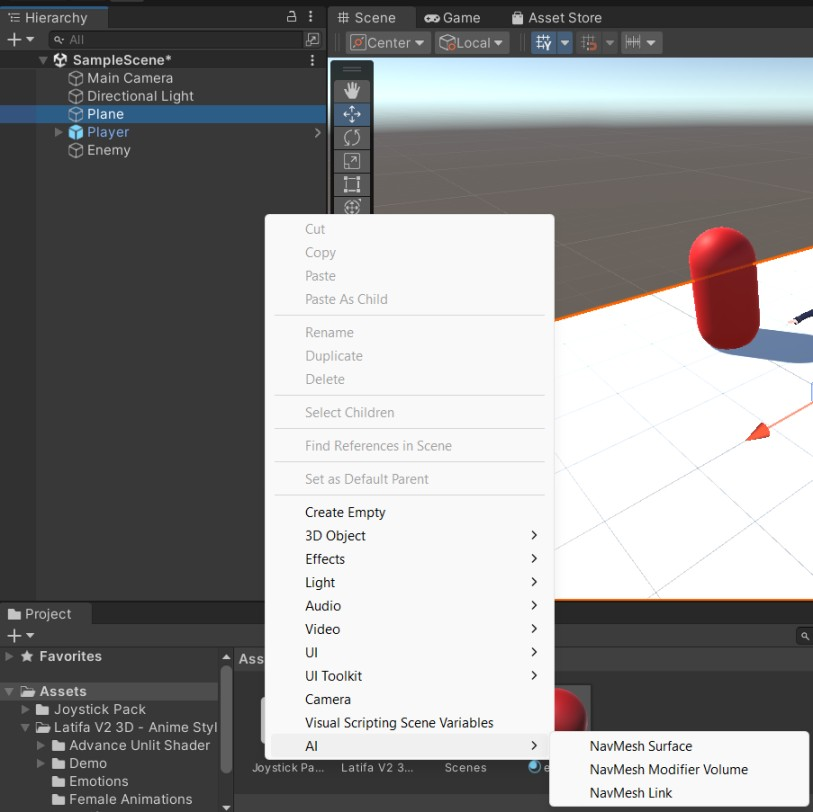 Hierarchy
Scene
Game
Asset Store
All
Center
Local
SampleScene*
Main Camera
Directional Light
Plane
Player
Enemy
Cut
Copy
Paste
Paste As Child
Rename
Duplicate
Delete
Select Children
Find References in Scene
Set as Default Parent
Create Empty
3D Object
Effects
Light
Audio
Video
UI
UI Toolkit
Camera
Visual Scripting Scene Variables
AI
NavMesh Surface
NavMesh Modifier Volume
NavMesh Link
Project
Favorites
Assets
Joystick Pack
Latifa V2 3D - Anime Styl
Advance Unlit Shader
Demo
Emotions
Female Animations
Ass
Joystick Pa...
Latifa V2 3...
Scenes